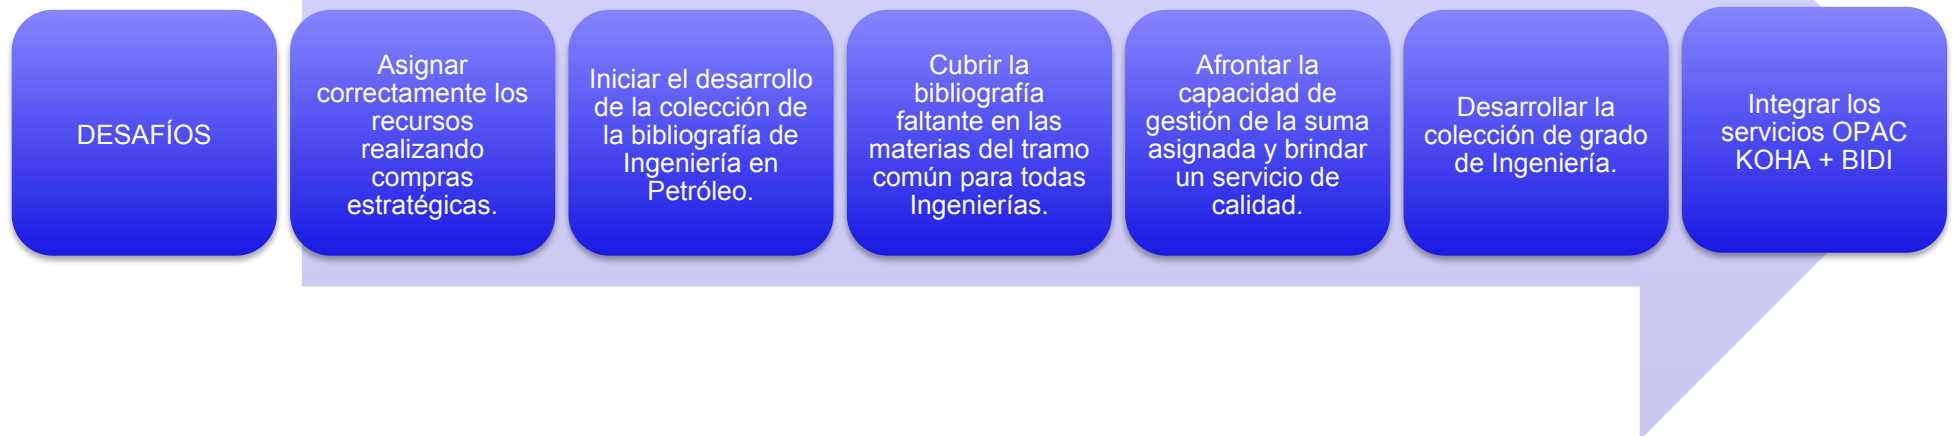 DESAFÍOS
Asignar
correctamente los
recursos
realizando
compras
estratégicas.
Iniciar el desarrollo
de la colección de
la bibliografía de
Ingeniería en
Petróleo.
Cubrir la
bibliografía
faltante en las
materias del tramo
común para todas
Ingenierías.
Afrontar la
capacidad de
gestión de la suma
asignada y brindar
un servicio de
calidad.
Desarrollar la
colección de grado
de Ingeniería.
Integrar los
servicios OPAC
KOHA + BIDI